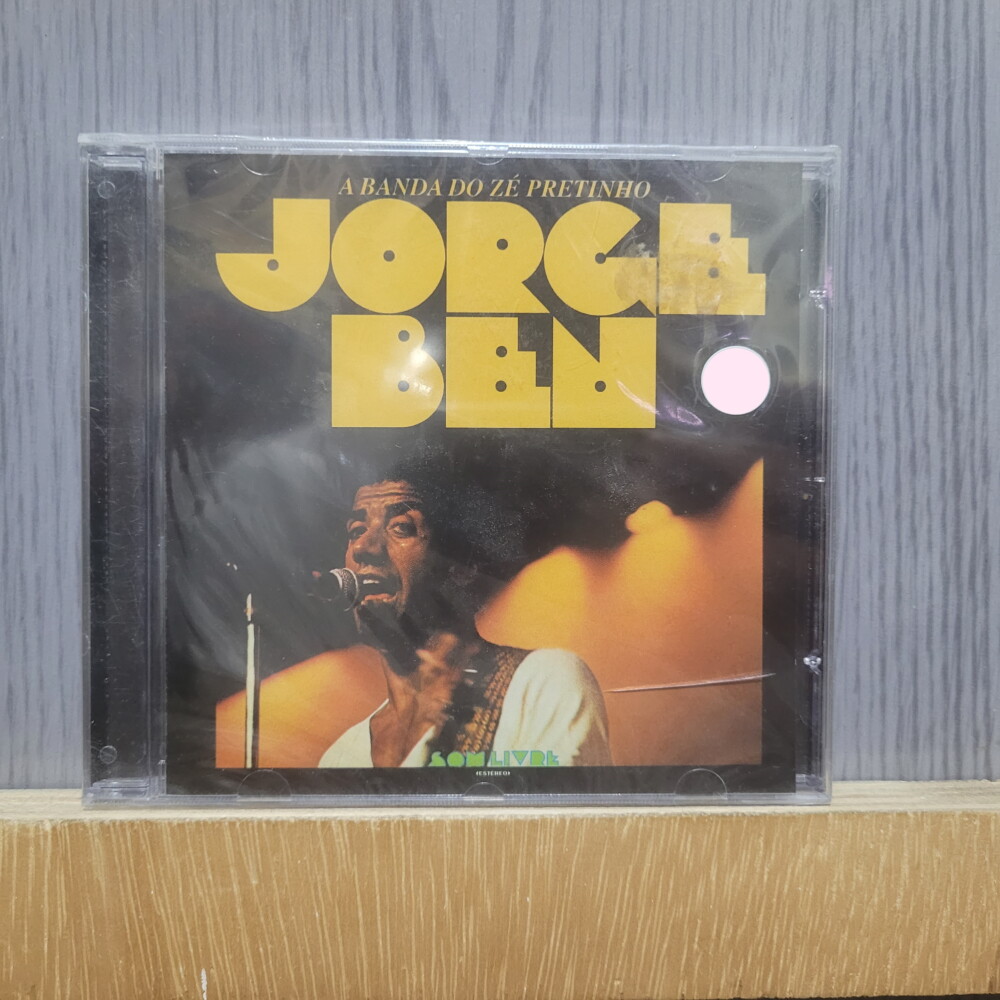 A BANDA DO ZÉ PRETINHO
JORGE
BEN
SOM LIVRE
(ESTEREO)